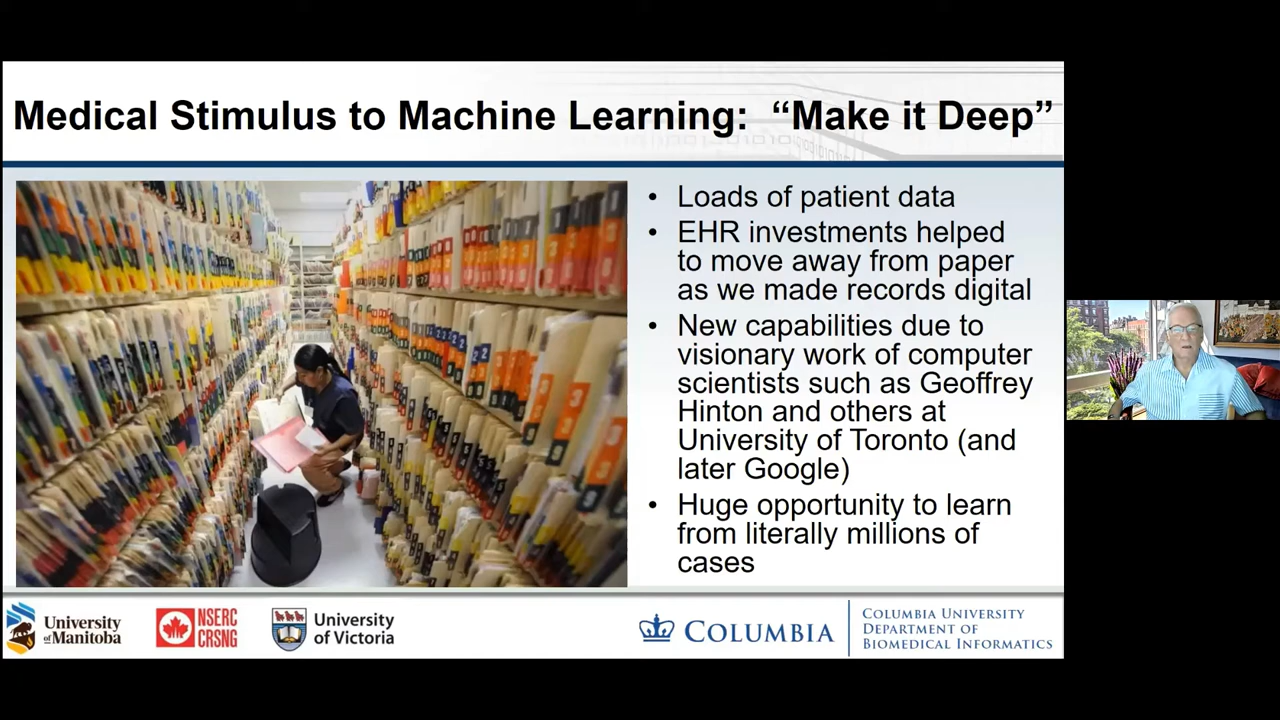 Medical Stimulus to Machine Learning: “Make it Deep”
• Loads of patient data
• EHR investments helped
to move away from paper
as we made records digital
• New capabilities due to
visionary work of computer
scientists such as Geoffrey
Hinton and others at
University of Toronto (and
later Google)
• Huge opportunity to learn
from literally millions of
cases
University
of Manitoba
NSERC
CRSNG
University
of Victoria
COLUMBIA
COLUMBIA UNIVERSITY
DEPARTMENT OF
BIOMEDICAL INFORMATICS